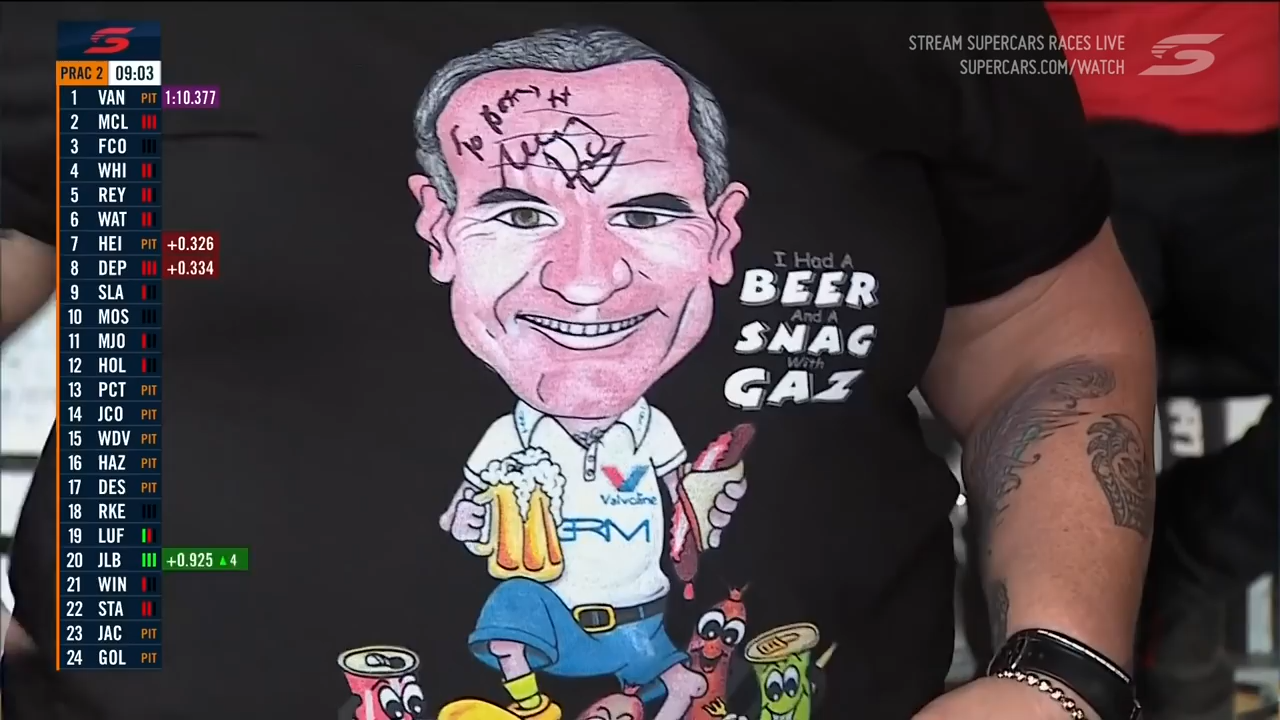 STREAM SUPERCARS RACES LIVE
SUPERCARS.COM/WATCH
PRAC 2 09:03
1 VAN PIT 1:10.377
2 MCL
3 FCO
4 WHI
5 REY
6 WAT
7 HEI PIT +0.326
8 DEP +0.334
9 SLA
10 MOS
11 MJO
12 HOL
13 PCT PIT
14 JCO PIT
15 WDV PIT
16 HAZ PIT
17 DES PIT
18 RKE
19 LUF
20 JLB +0.925 ▲4
21 WIN
22 STA
23 JAC PIT
24 GOL PIT
To
I Had A
BEER
And A
SNAG
With
GAZ
Valvoline
GRM